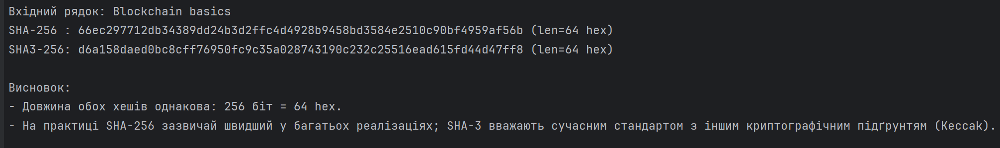 Вхідний рядок: Blockchain basics
SHA-256 : 66ec297712db34389dd24b3d2ffc4d4928b9458bd3584e2510c90bf4959af56b (len=64 hex)
SHA3-256: d6a158daed0bc8cff76950fc9c35a028743190c232c25516ead615fd44d47ff8 (len=64 hex)
Висновок:
- Довжина обох хешів однакова: 256 біт = 64 hex.
- На практиці SHA-256 зазвичай швидший у багатьох реалізаціях; SHA-3 вважають сучасним стандартом з іншим криптографічним підґрунтям (Keccak).